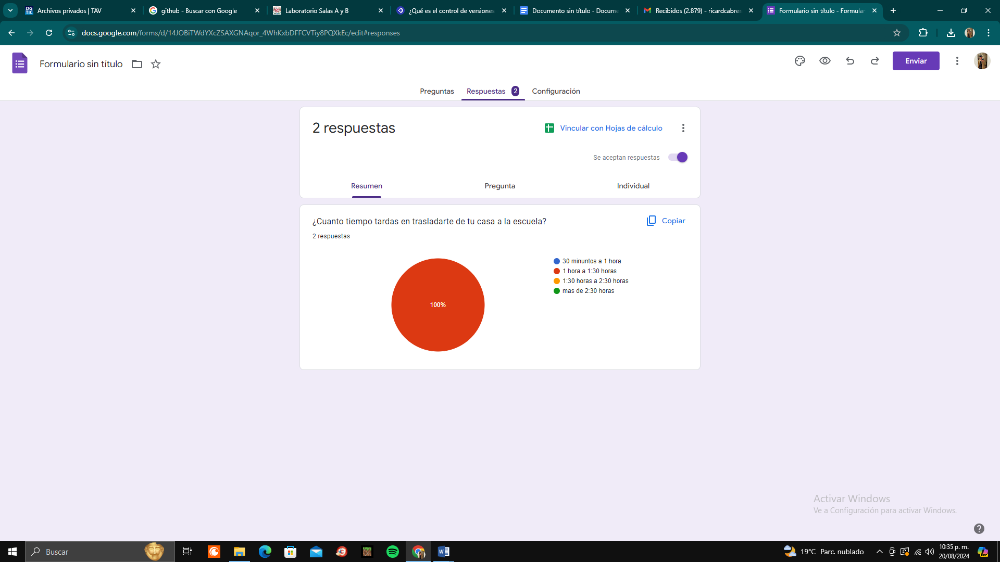 Archivos privados | TAV
github - Buscar con Google
Laboratorio Salas A y B
¿Qué es el control de versiones
Documento sin título - Docume
Recibidos (2.879) - ricardcabrer
Formulario sin título - Formular
docs.google.com/forms/d/14JOBiTWdYXcZSAXGNAqor_4WhKxbDFFCVTiy8PQXkEc/edit#responses
Formulario sin título
Enviar
Preguntas
Respuestas 2
Configuración
2 respuestas
Vincular con Hojas de cálculo
Se aceptan respuestas
Resumen
Pregunta
Individual
¿Cuanto tiempo tardas en trasladarte de tu casa a la escuela?
Copiar
2 respuestas
30 minuntos a 1 hora
1 hora a 1:30 horas
1:30 horas a 2:30 horas
mas de 2:30 horas
100%
Activar Windows
Ve a Configuración para activar Windows.
Buscar
19°C Parc. nublado
10:35 p. m.
20/08/2024